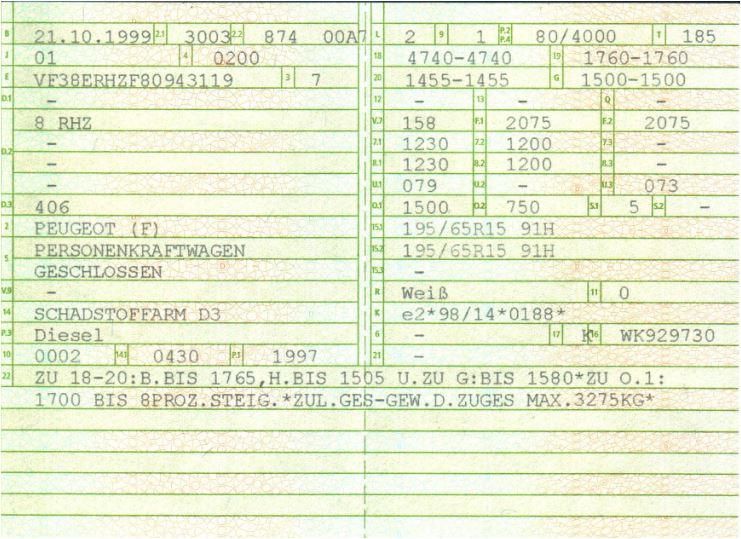 B 21.10.1999 2.1 3003 2.2 874 00A7
J 01 4 0200
E VF38ERHZF80943119 3 7
D.1 –
D.2 8 RHZ
–
–
–
D.3 406
2 PEUGEOT (F)
5 PERSONENKRAFTWAGEN
GESCHLOSSEN
V.9 –
14 SCHADSTOFFARM D3
P.3 Diesel
10 0002 14.1 0430 P.1 1997
L 2 9 1 P.2 P.4 80/4000 T 185
18 4740-4740 19 1760-1760
20 1455-1455 G 1500-1500
12 – 13 – Q –
V.7 158 F.1 2075 F.2 2075
7.1 1230 7.2 1200 7.3 –
8.1 1230 8.2 1200 8.3 –
U.1 079 U.2 – U.3 073
O.1 1500 O.2 750 S.1 5 S.2 –
15.1 195/65R15 91H
15.2 195/65R15 91H
15.3 –
R Weiß 11 0
K e2*98/14*0188*
6 – 17 K 16 WK929730
21 –
22 ZU 18-20:B.BIS 1765,H.BIS 1505 U.ZU G:BIS 1580*ZU O.1:
1700 BIS 8PROZ.STEIG.*ZUL.GES-GEW.D.ZUGES MAX.3275KG*